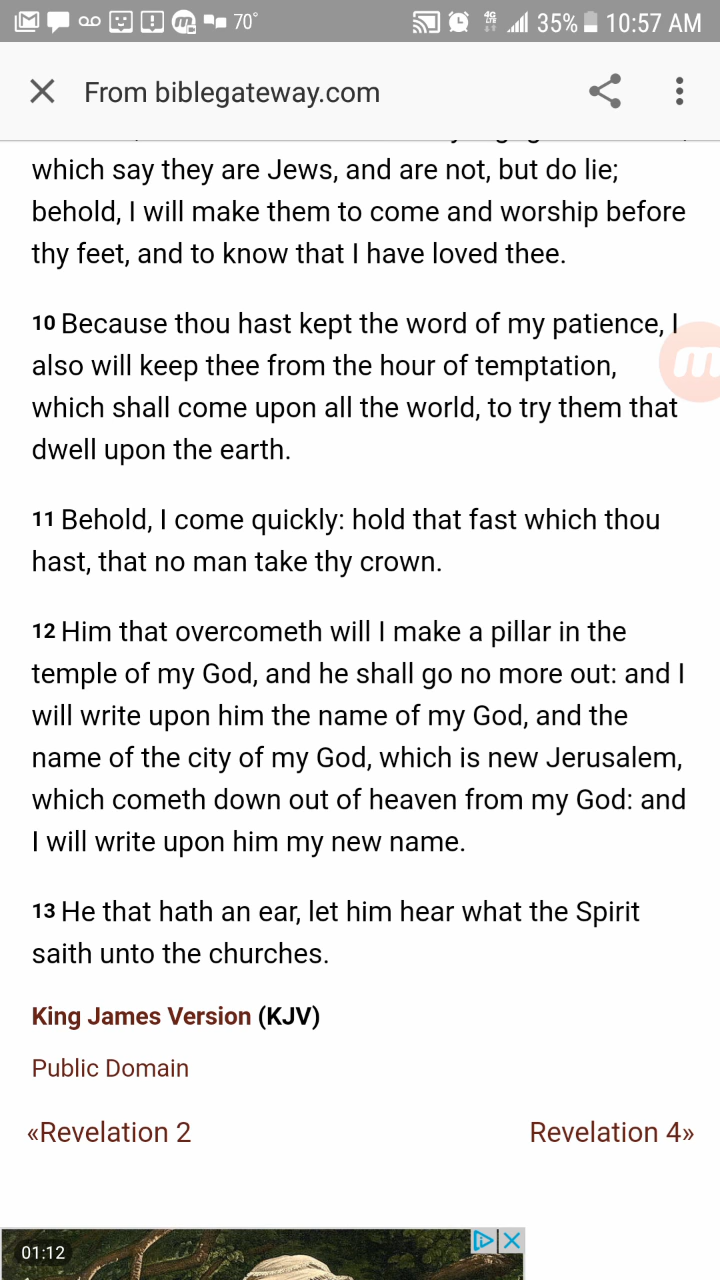 70°
35%
10:57 AM
From biblegateway.com
which say they are Jews, and are not, but do lie;
behold, I will make them to come and worship before
thy feet, and to know that I have loved thee.
10 Because thou hast kept the word of my patience, I
also will keep thee from the hour of temptation,
which shall come upon all the world, to try them that
dwell upon the earth.
11 Behold, I come quickly: hold that fast which thou
hast, that no man take thy crown.
12 Him that overcometh will I make a pillar in the
temple of my God, and he shall go no more out: and I
will write upon him the name of my God, and the
name of the city of my God, which is new Jerusalem,
which cometh down out of heaven from my God: and
I will write upon him my new name.
13 He that hath an ear, let him hear what the Spirit
saith unto the churches.
King James Version (KJV)
Public Domain
«Revelation 2
Revelation 4»
01:12